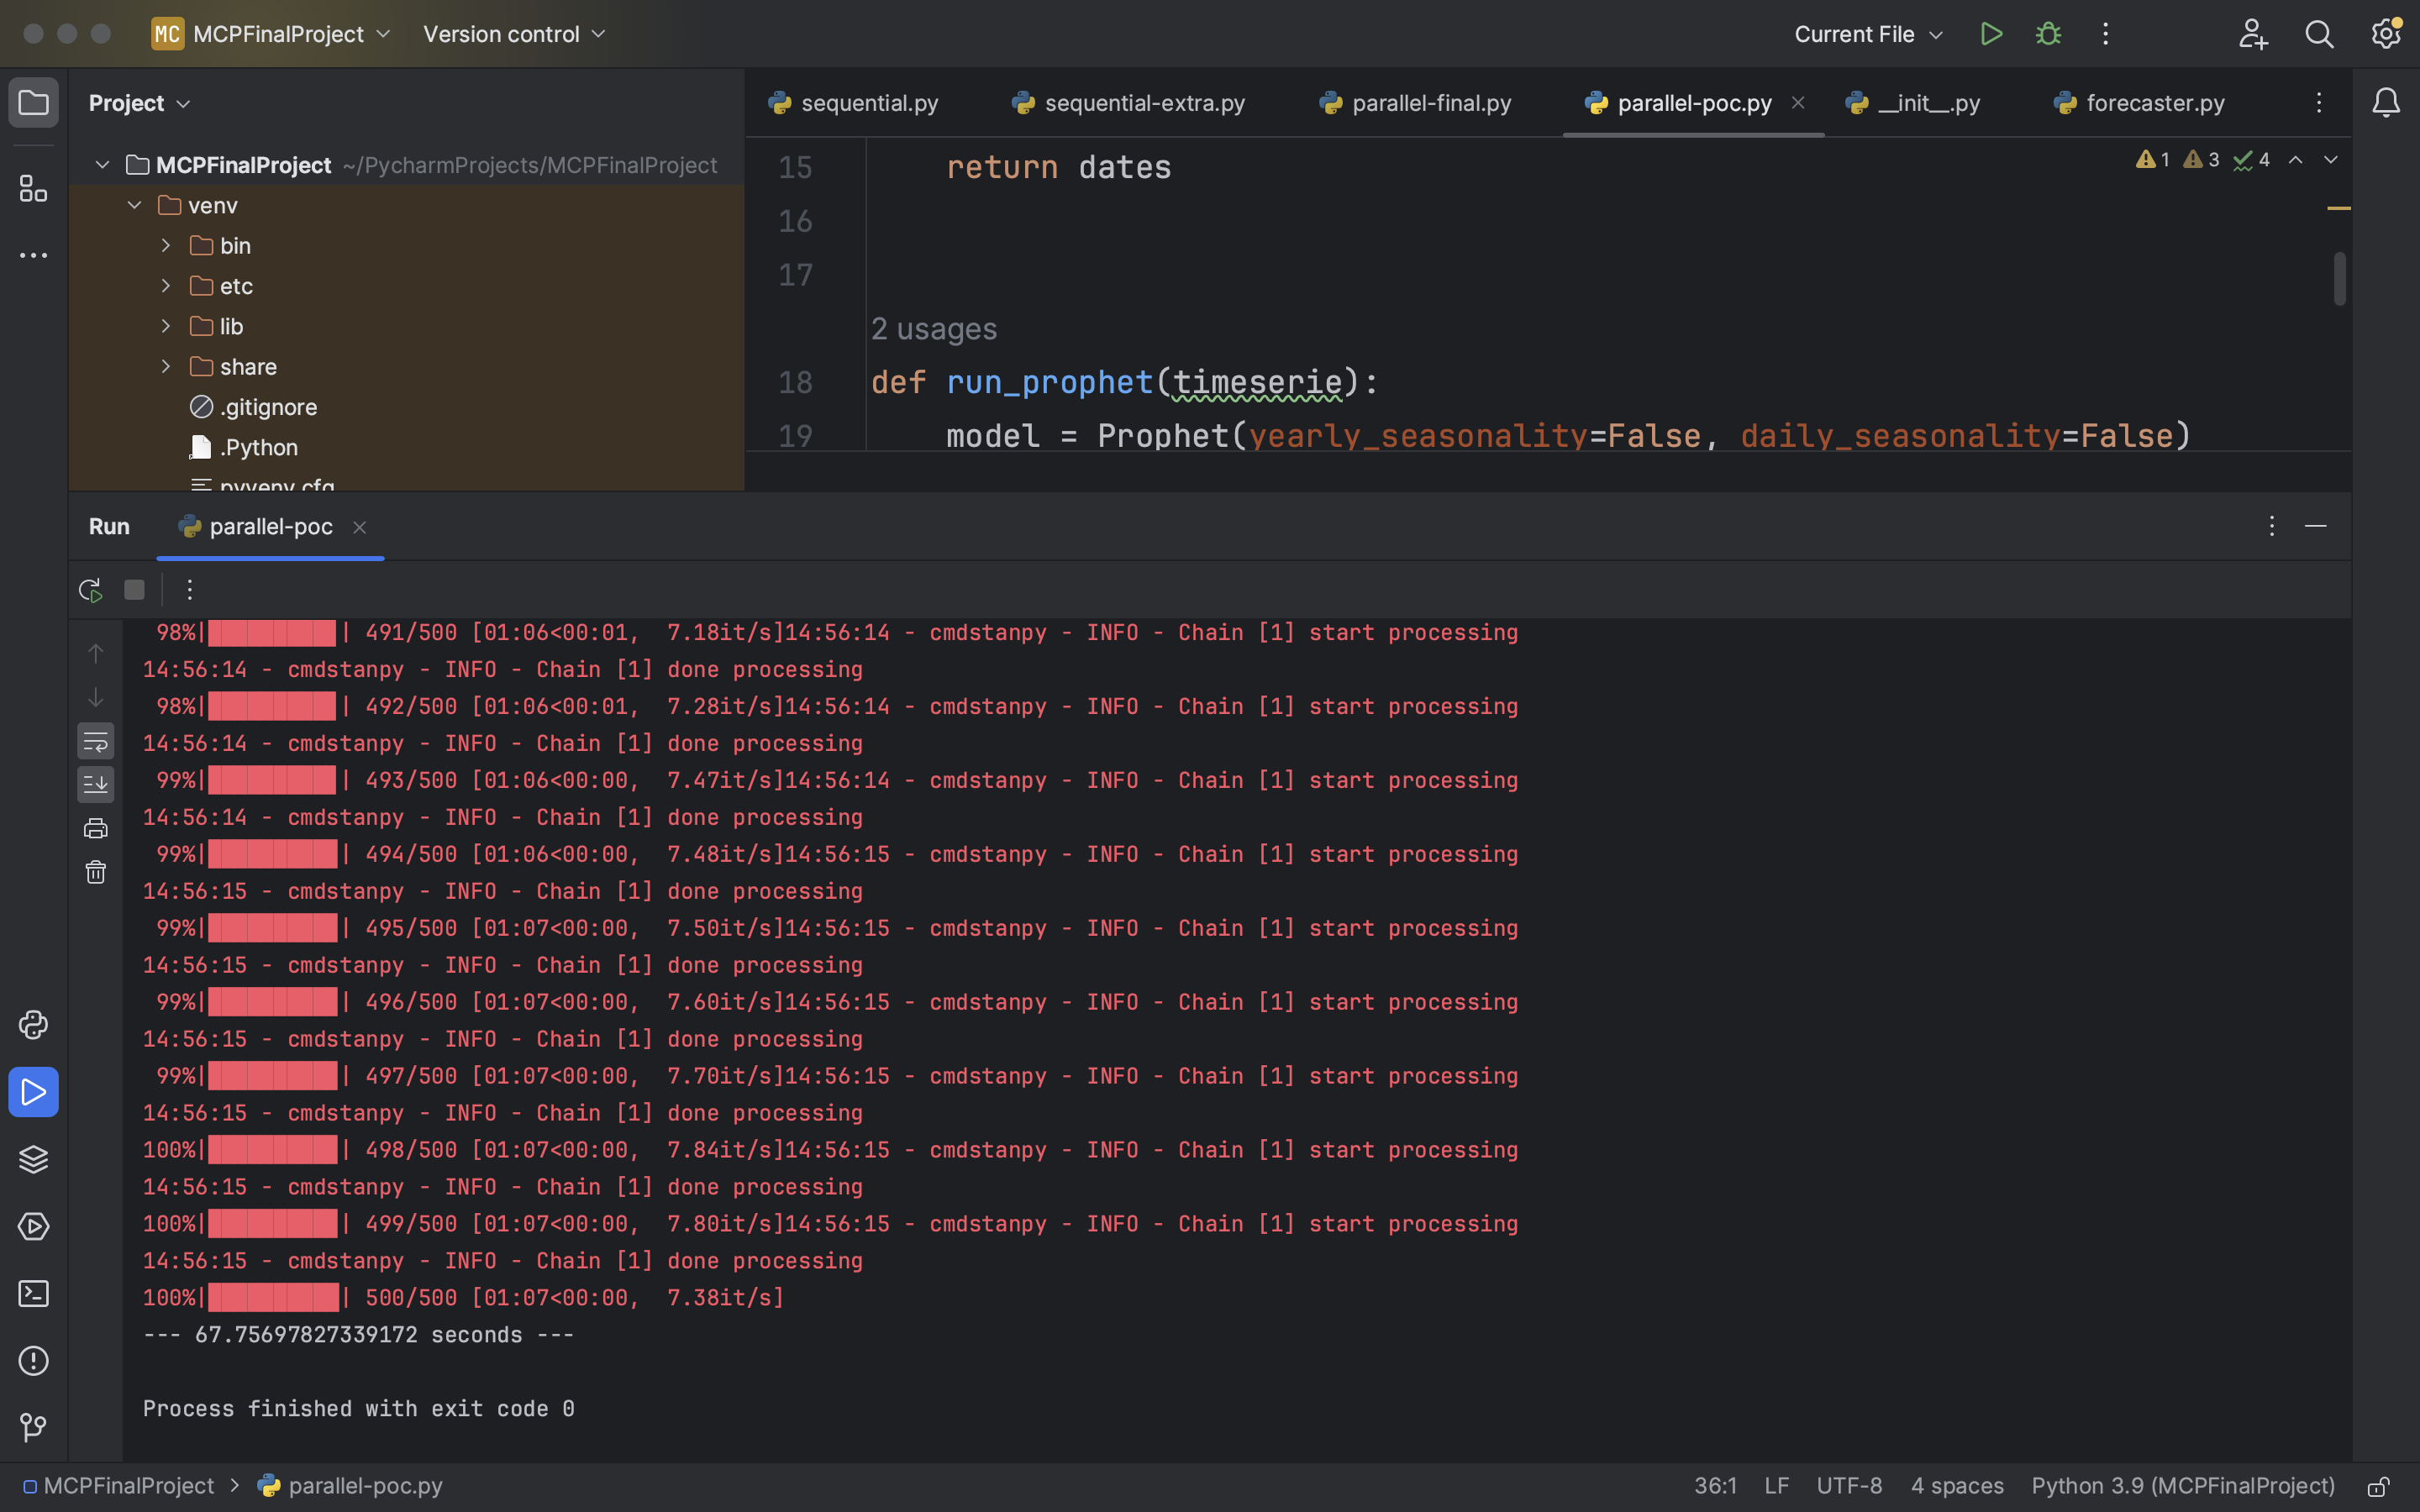 MC MCPFinalProject Version control Current File
Project
MCPFinalProject ~/PycharmProjects/MCPFinalProject
venv
bin
etc
lib
share
.gitignore
.Python
pyvenv.cfg
sequential.py sequential-extra.py parallel-final.py parallel-poc.py __init__.py forecaster.py
1 3 4
15 return dates
16
17
2 usages
18 def run_prophet(timeserie):
19 model = Prophet(yearly_seasonality=False, daily_seasonality=False)
Run parallel-poc
98%|█████████▊| 491/500 [01:06<00:01,  7.18it/s]14:56:14 - cmdstanpy - INFO - Chain [1] start processing
14:56:14 - cmdstanpy - INFO - Chain [1] done processing
98%|█████████▊| 492/500 [01:06<00:01,  7.28it/s]14:56:14 - cmdstanpy - INFO - Chain [1] start processing
14:56:14 - cmdstanpy - INFO - Chain [1] done processing
99%|█████████▊| 493/500 [01:06<00:00,  7.47it/s]14:56:14 - cmdstanpy - INFO - Chain [1] start processing
14:56:14 - cmdstanpy - INFO - Chain [1] done processing
99%|█████████▉| 494/500 [01:06<00:00,  7.48it/s]14:56:15 - cmdstanpy - INFO - Chain [1] start processing
14:56:15 - cmdstanpy - INFO - Chain [1] done processing
99%|█████████▉| 495/500 [01:07<00:00,  7.50it/s]14:56:15 - cmdstanpy - INFO - Chain [1] start processing
14:56:15 - cmdstanpy - INFO - Chain [1] done processing
99%|█████████▉| 496/500 [01:07<00:00,  7.60it/s]14:56:15 - cmdstanpy - INFO - Chain [1] start processing
14:56:15 - cmdstanpy - INFO - Chain [1] done processing
99%|█████████▉| 497/500 [01:07<00:00,  7.70it/s]14:56:15 - cmdstanpy - INFO - Chain [1] start processing
14:56:15 - cmdstanpy - INFO - Chain [1] done processing
100%|█████████▉| 498/500 [01:07<00:00,  7.84it/s]14:56:15 - cmdstanpy - INFO - Chain [1] start processing
14:56:15 - cmdstanpy - INFO - Chain [1] done processing
100%|█████████▉| 499/500 [01:07<00:00,  7.80it/s]14:56:15 - cmdstanpy - INFO - Chain [1] start processing
14:56:15 - cmdstanpy - INFO - Chain [1] done processing
100%|██████████| 500/500 [01:07<00:00,  7.38it/s]
--- 67.75697827339172 seconds ---
Process finished with exit code 0
MCPFinalProject > parallel-poc.py 36:1 LF UTF-8 4 spaces Python 3.9 (MCPFinalProject)